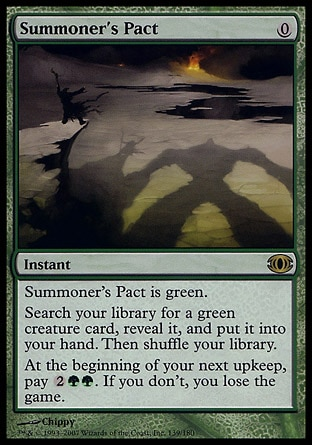 Summoner's Pact 0
Instant
Summoner's Pact is green.
Search your library for a green
creature card, reveal it, and put it into
your hand. Then shuffle your library.
At the beginning of your next upkeep,
pay 2. If you don't, you lose the
game.
Chippy
™ & © 1993-2007 Wizards of the Coast, Inc. 139/180